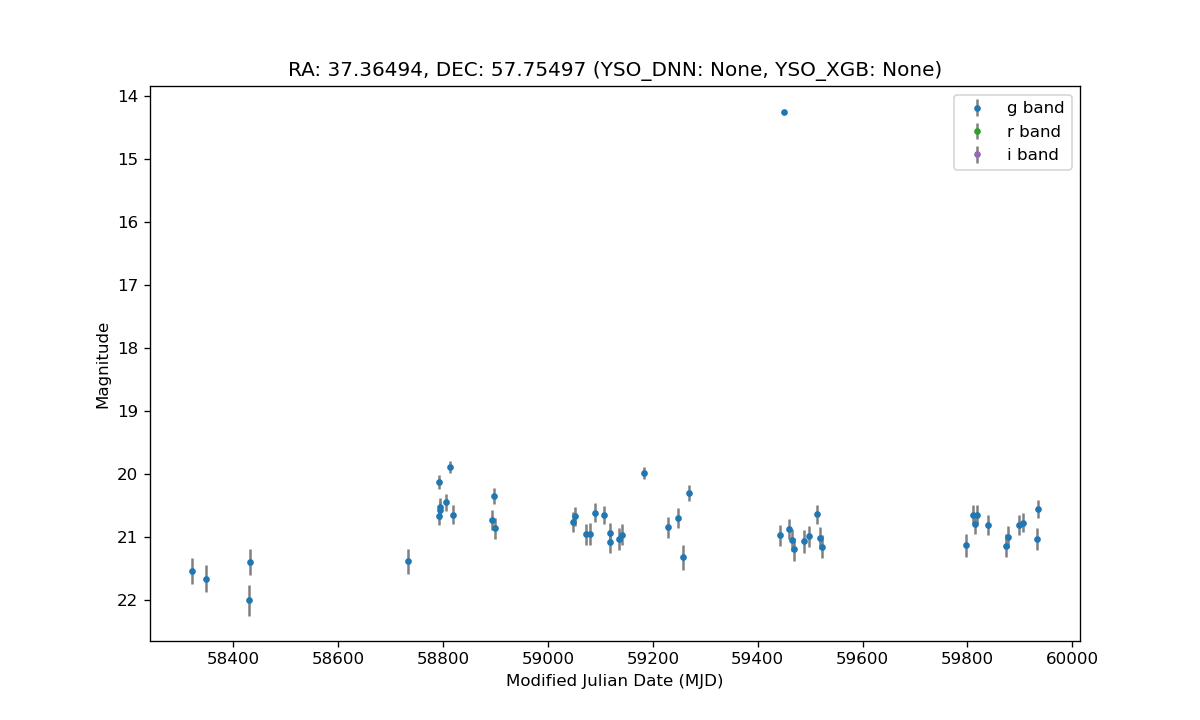 RA: 37.36494, DEC: 57.75497 (YSO_DNN: None, YSO_XGB: None)
g band
r band
i band
Magnitude
14
15
16
17
18
19
20
21
22
58400 58600 58800 59000 59200 59400 59600 59800 60000
Modified Julian Date (MJD)